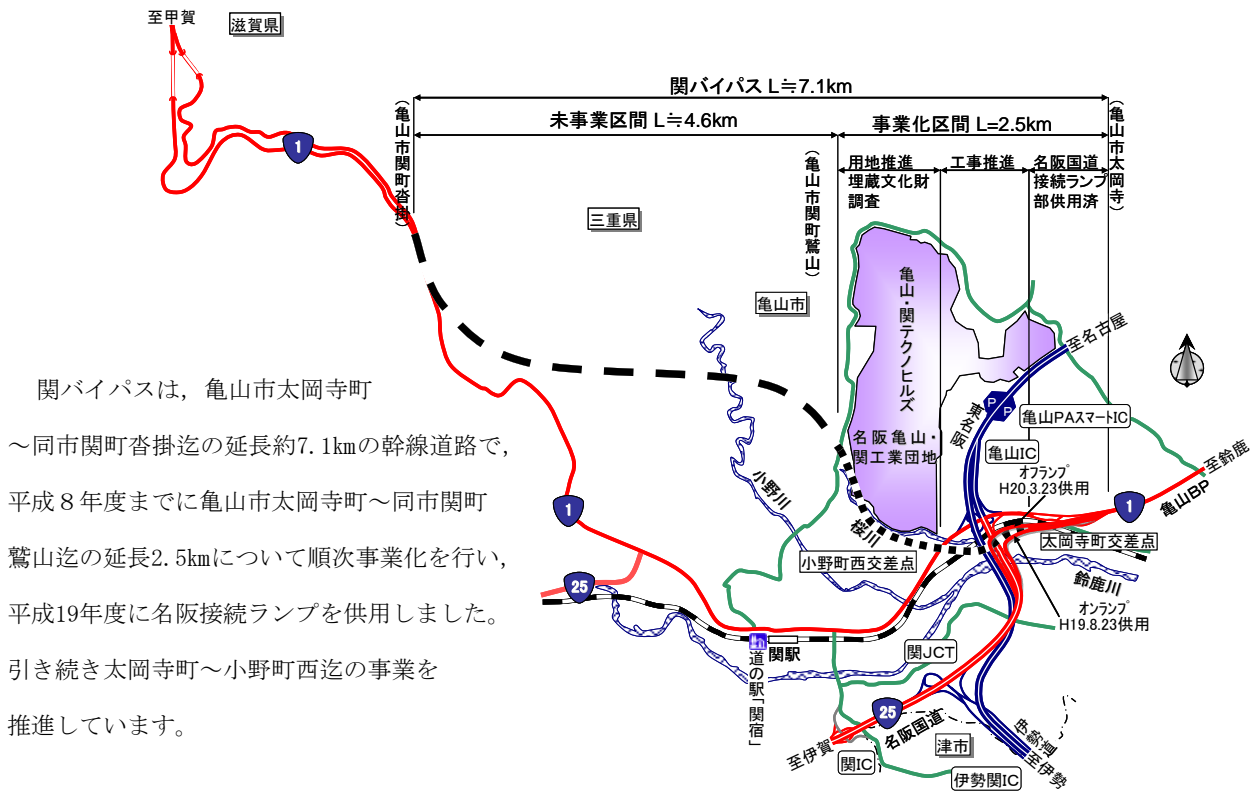 至甲賀
滋賀県
関バイパス L≒7.1km
未事業区間 L≒4.6km
事業化区間 L=2.5km
(亀山市関町沓掛)
(亀山市関町鷲山)
(亀山市太岡寺)
用地推進
埋蔵文化財
調査
工事推進
名阪国道
接続ランプ
部供用済
1
三重県
亀山市
亀山・関テクノヒルズ
名阪亀山・
関工業団地
至名古屋
東名阪
P
P
亀山PAスマートIC
亀山IC
オフランプ
H20.3.23供用
至鈴鹿
亀山BP
1
太岡寺町交差点
小野川
桜川
小野町西交差点
鈴鹿川
オンランプ
H19.8.23供用
1
25
関駅
道の駅「関宿」
関JCT
25
名阪国道
至伊賀
関IC
津市
伊勢関IC
伊勢道
至伊勢
関バイパスは，亀山市太岡寺町
～同市関町沓掛迄の延長約7.1kmの幹線道路で，
平成８年度までに亀山市太岡寺町～同市関町
鷲山迄の延長2.5kmについて順次事業化を行い，
平成19年度に名阪接続ランプを供用しました。
引き続き太岡寺町～小野町西迄の事業を
推進しています。